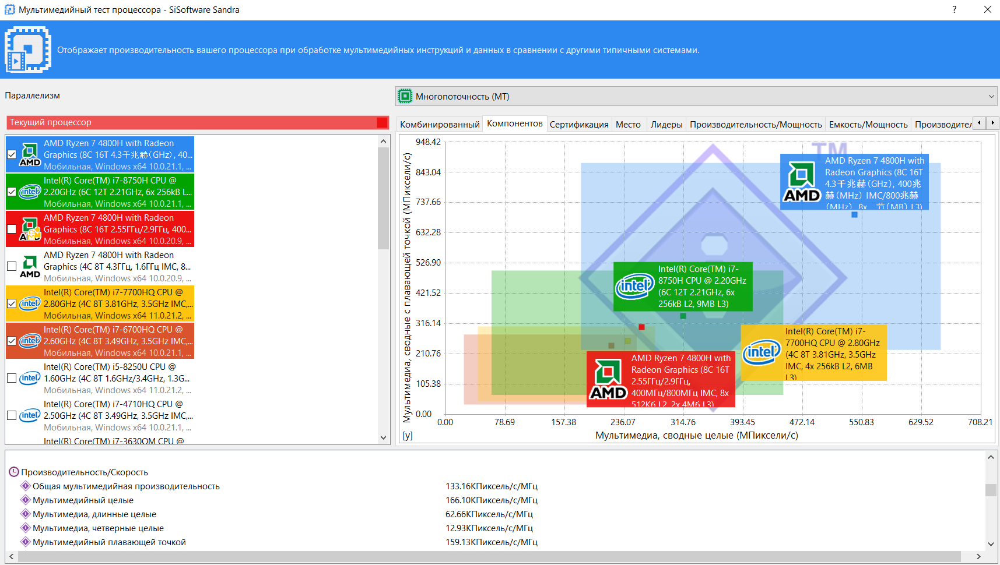 Мультимедийный тест процессора - SiSoftware Sandra
?
Отображает производительность вашего процессора при обработке мультимедийных инструкций и данных в сравнении с другими типичными системами.
Параллелизм
Многопоточность (МТ)
Текущий процессор
AMD Ryzen 7 4800H with Radeon
Graphics (8C 16T 4.3千兆赫(GHz), 40...
Мобильная, Windows x64 10.0.21.1, ...
AMD
Intel(R) Core(TM) i7-8750H CPU @
2.20GHz (6C 12T 2.21GHz, 6x 256kB L...
Мобильная, Windows x64 10.0.21.1, ...
intel
AMD Ryzen 7 4800H with Radeon
Graphics (8C 16T 2.55ГГц/2.9ГГц, 400...
Мобильная, Windows x64 10.0.20.9, ...
AMD
AMD Ryzen 7 4800H with Radeon
Graphics (4C 8T 4.3ГГц, 1.6ГГц IMC, 8...
Мобильная, Windows x64 10.0.20.9, ...
AMD
Intel(R) Core(TM) i7-7700HQ CPU @
2.80GHz (4C 8T 3.81GHz, 3.5GHz IMC,...
Мобильная, Windows x64 11.0.21.2, ...
intel
Intel(R) Core(TM) i7-6700HQ CPU @
2.60GHz (4C 8T 3.49GHz, 3.5GHz IMC,...
Мобильная, Windows x64 10.0.21.1, ...
intel
Intel(R) Core(TM) i5-8250U CPU @
1.60GHz (4C 8T 1.6GHz/3.4GHz, 1.3G...
Мобильная, Windows x64 11.0.21.2, ...
intel
Intel(R) Core(TM) i7-4710HQ CPU @
2.50GHz (4C 8T 3.49GHz, 3.5GHz IMC,...
Мобильная, Windows x64 10.0.21.1, ...
intel
Intel(R) Core(TM) i7-3630QM CPU @
Комбинированный Компонентов Сертификация Место Лидеры Производительность/Мощность Емкость/Мощность Производител
Мультимедиа, сводные с плавающей точкой (МПиксели/с)
948.42
843.04
737.66
632.28
526.90
421.52
316.14
210.76
105.38
0.00
TM
AMD Ryzen 7 4800H with
Radeon Graphics (8C 16T
4.3千兆赫(GHz), 400兆
赫(MHz) IMC/800兆赫
(MHz), 8x 节(MB) L3)
AMD
Intel(R) Core(TM) i7-
8750H CPU @ 2.20GHz
(6C 12T 2.21GHz, 6x
256kB L2, 9MB L3)
intel
Intel(R) Core(TM) i7-
7700HQ CPU @ 2.80GHz
(4C 8T 3.81GHz, 3.5GHz
IMC, 4x 256kB L2, 6MB
L3)
intel
AMD Ryzen 7 4800H with
Radeon Graphics (8C 16T
2.55ГГц/2.9ГГц,
400МГц/800МГц IMC, 8x
512K6 L2, 2x 4M6 L3)
AMD
0.00 78.69 157.38 236.07 314.76 393.45 472.14 550.83 629.52 708.21
[y]
Мультимедиа, сводные целые (МПиксели/с)
Производительность/Скорость
Общая мультимедийная производительность 133.16КПиксель/с/МГц
Мультимедийный целые 166.10КПиксель/с/МГц
Мультимедиа, длинные целые 62.66КПиксель/с/МГц
Мультимедиа, четверные целые 12.93КПиксель/с/МГц
Мультимедийный плавающей точкой 159.13КПиксель/с/МГц